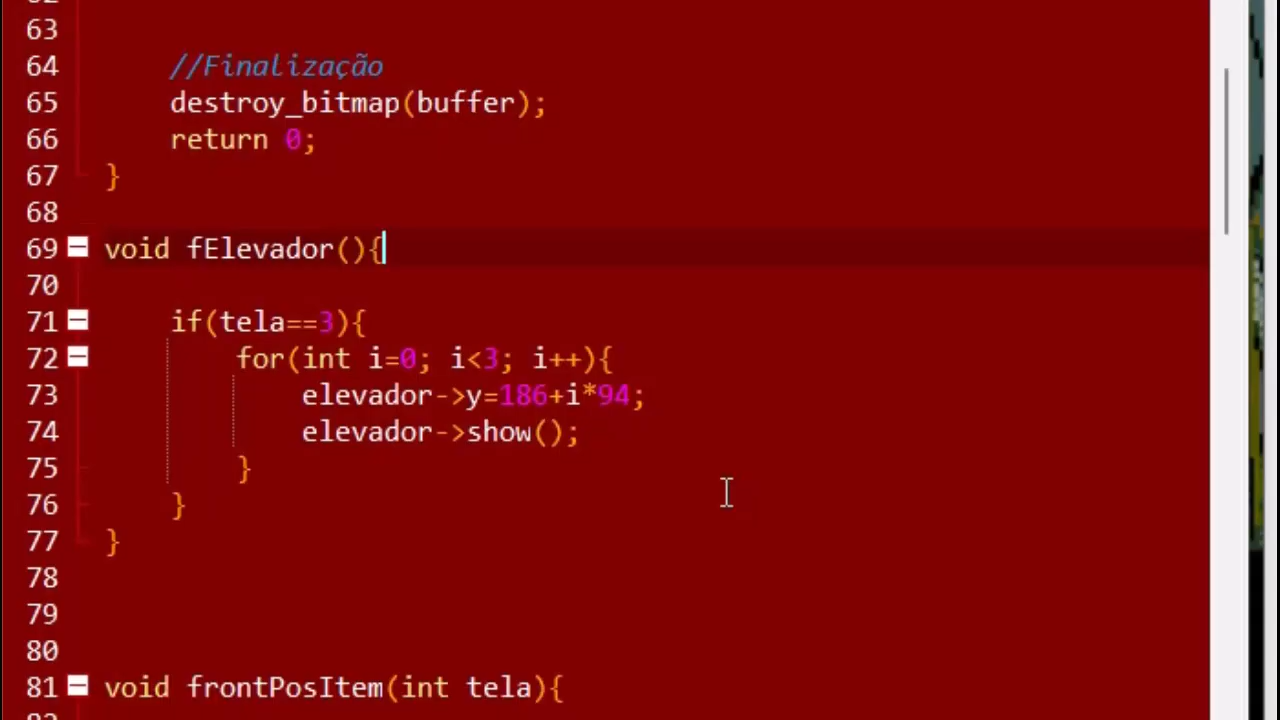 63
64 //Finalização
65 destroy_bitmap(buffer);
66 return 0;
67 }
68
69 void fElevador(){
70
71 if(tela==3){
72 for(int i=0; i<3; i++){
73 elevador->y=186+i*94;
74 elevador->show();
75 }
76 }
77 }
78
79
80
81 void frontPosItem(int tela){